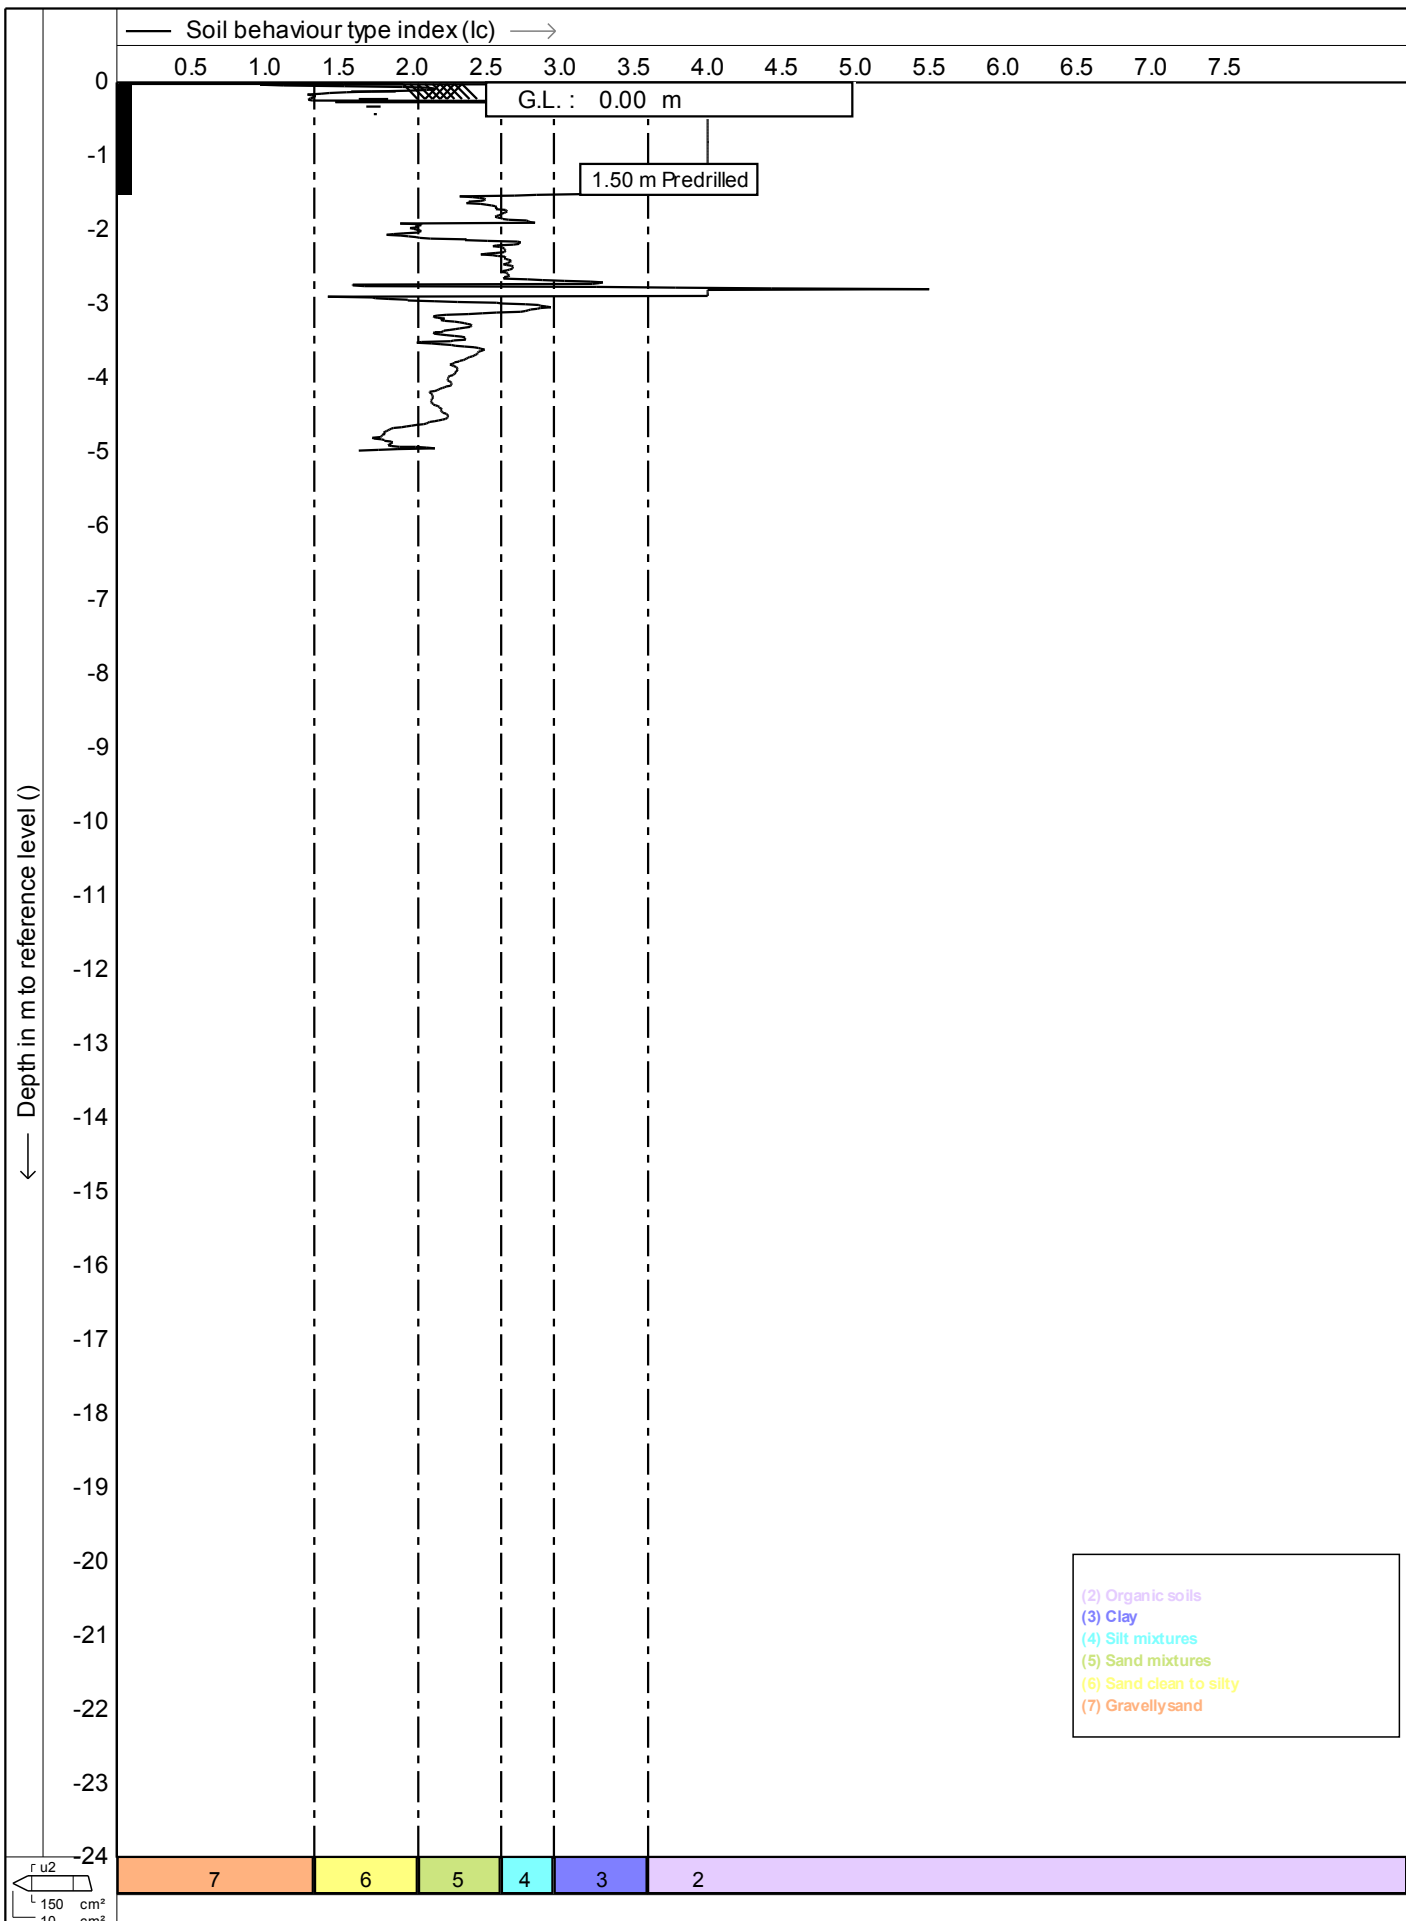 Soil behaviour type index (Ic)
0.5 1.0 1.5 2.0 2.5 3.0 3.5 4.0 4.5 5.0 5.5 6.0 6.5 7.0 7.5
0
G.L. : 0.00 m
-1
1.50 m Predrilled
-2
-3
-4
-5
-6
-7
-8
-9
-10
-11
-12
-13
-14
-15
-16
-17
-18
-19
-20
-21
-22
-23
-24
Depth in m to reference level ()
(2) Organic soils
(3) Clay
(4) Silt mixtures
(5) Sand mixtures
(6) Sand clean to silty
(7) Gravelly sand
7 6 5 4 3 2
u2
150 cm²
10 cm²